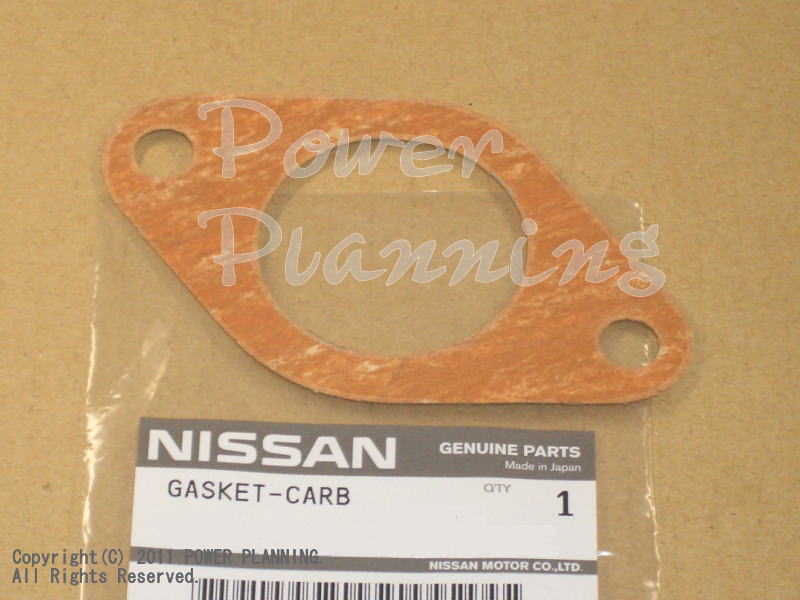 Power
Planning
NISSAN GENUINE PARTS
Made in Japan
GASKET-CARB Q'TY 1
NISSAN MOTOR CO.,LTD.
Copyright(C) 2011 POWER PLANNING.
All Rights Reserved.